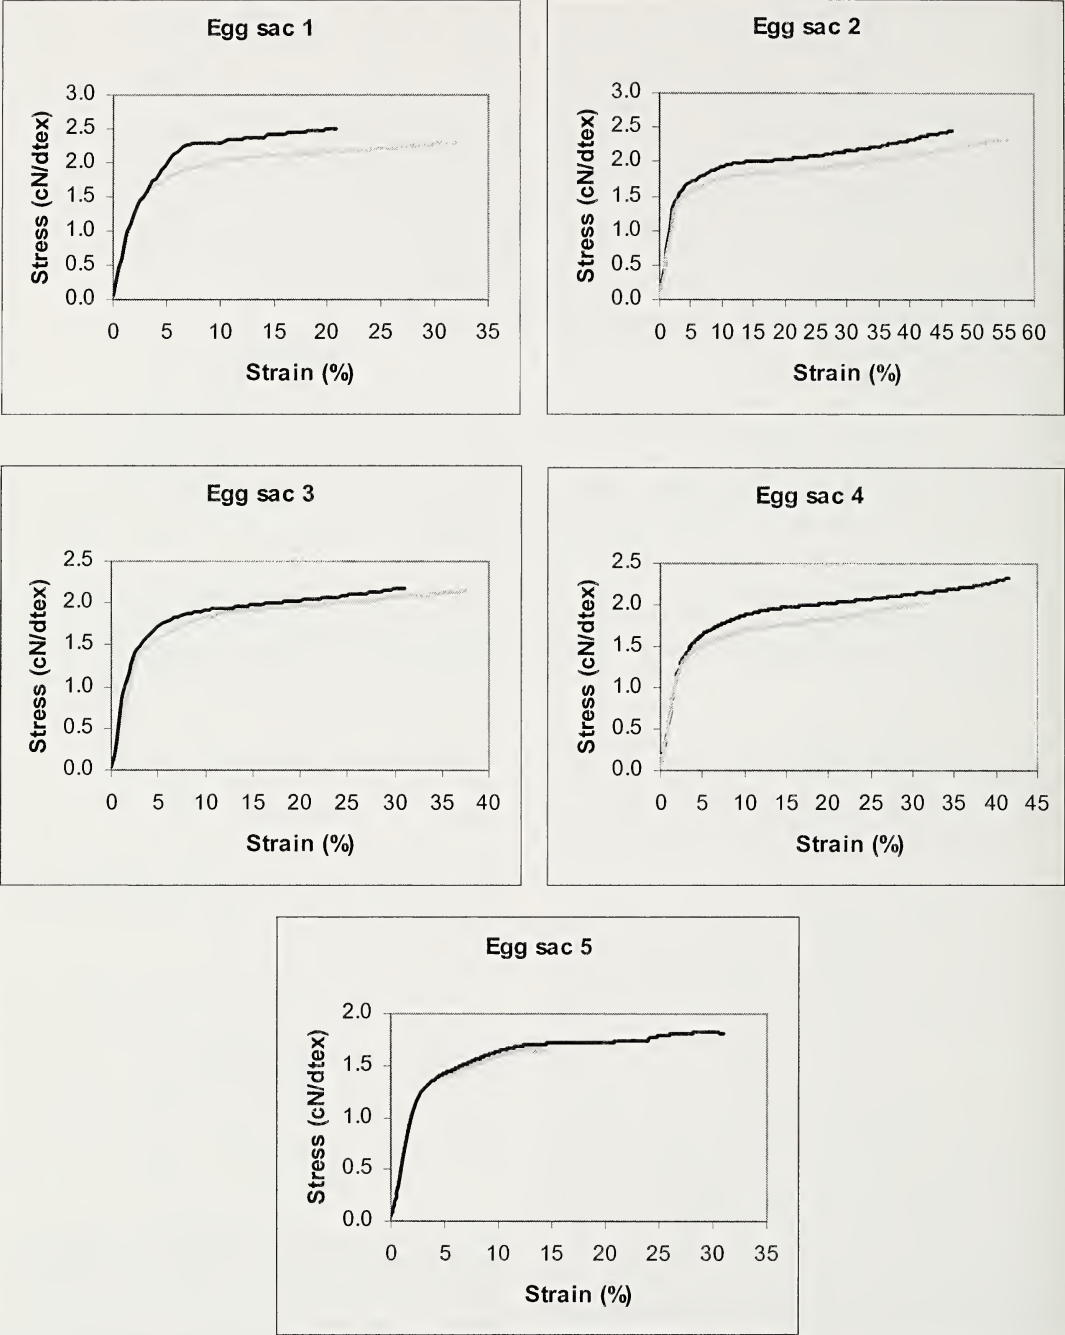 Egg sac 1
3.0
2.5
2.0
1.5
1.0
0.5
0.0
Stress (cN/dtex)
0 5 10 15 20 25 30 35
Strain (%)
Egg sac 2
3.0
2.5
2.0
1.5
1.0
0.5
0.0
Stress (cN/dtex)
0 5 10 15 20 25 30 35 40 45 50 55 60
Strain (%)
Egg sac 3
2.5
2.0
1.5
1.0
0.5
0.0
Stress (cN/dtex)
0 5 10 15 20 25 30 35 40
Strain (%)
Egg sac 4
2.5
2.0
1.5
1.0
0.5
0.0
Stress (cN/dtex)
0 5 10 15 20 25 30 35 40 45
Strain (%)
Egg sac 5
2.0
1.5
1.0
0.5
0.0
Stress (cN/dtex)
0 5 10 15 20 25 30 35
Strain (%)